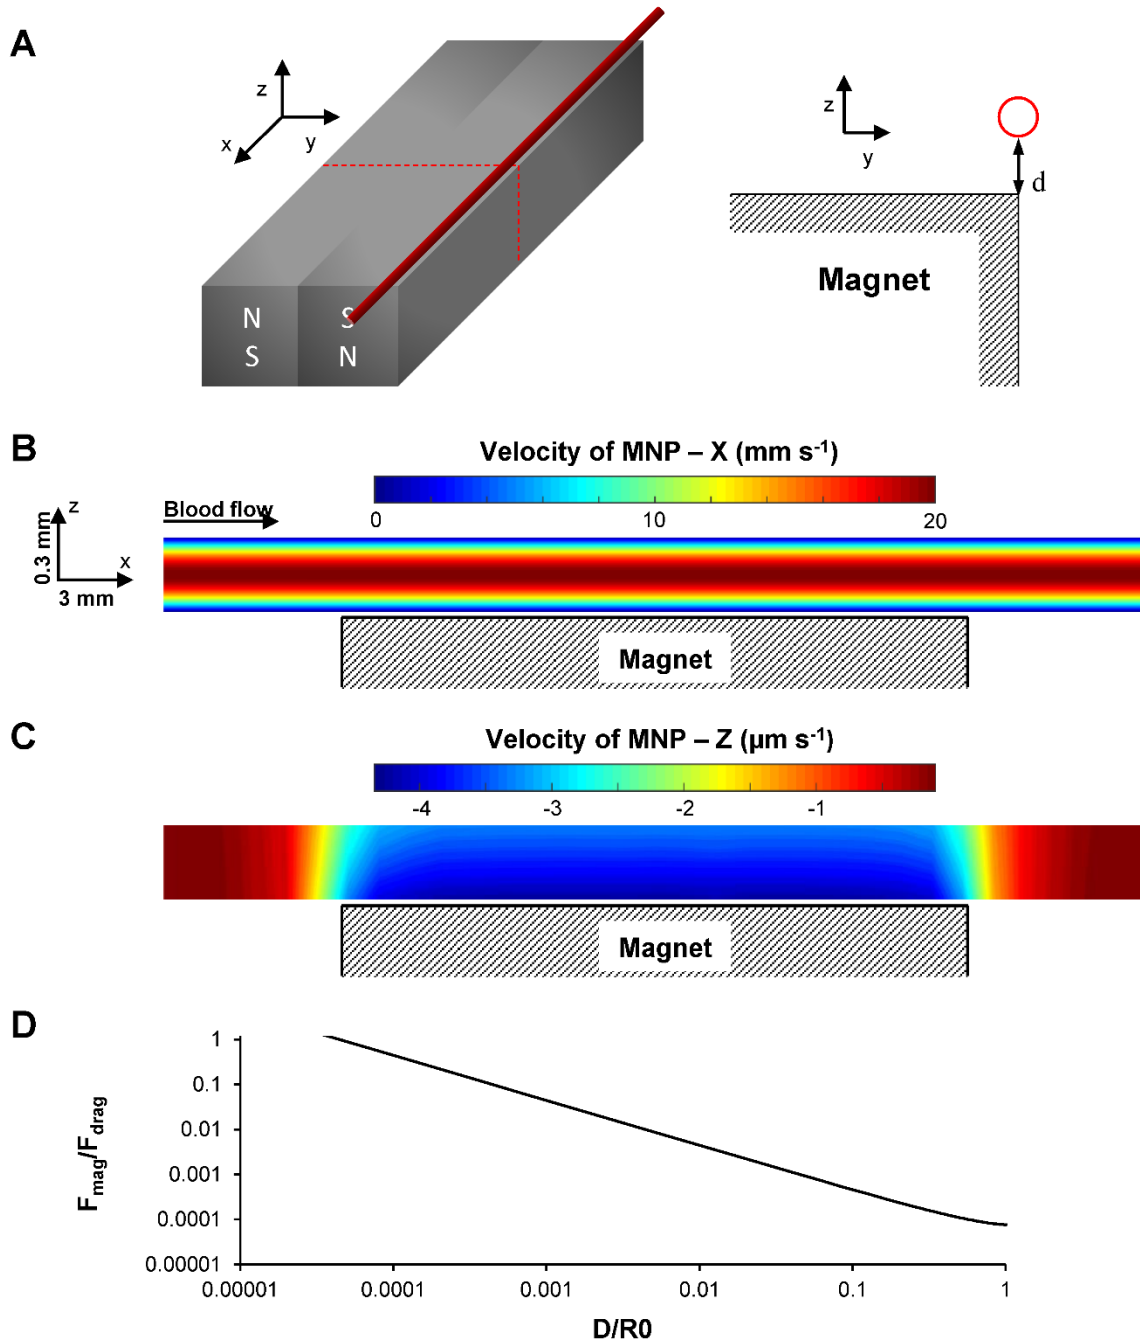 A
z
x
y
N
S
S
N
z
y
d
Magnet
B
Velocity of MNP – X (mm s-1)
0
10
20
Blood flow
z
0.3 mm
x
3 mm
Magnet
C
Velocity of MNP – Z (µm s-1)
-4
-3
-2
-1
Magnet
D
1
0.1
0.01
0.001
0.0001
0.00001
Fmag/Fdrag
0.00001
0.0001
0.001
0.01
0.1
1
D/R0